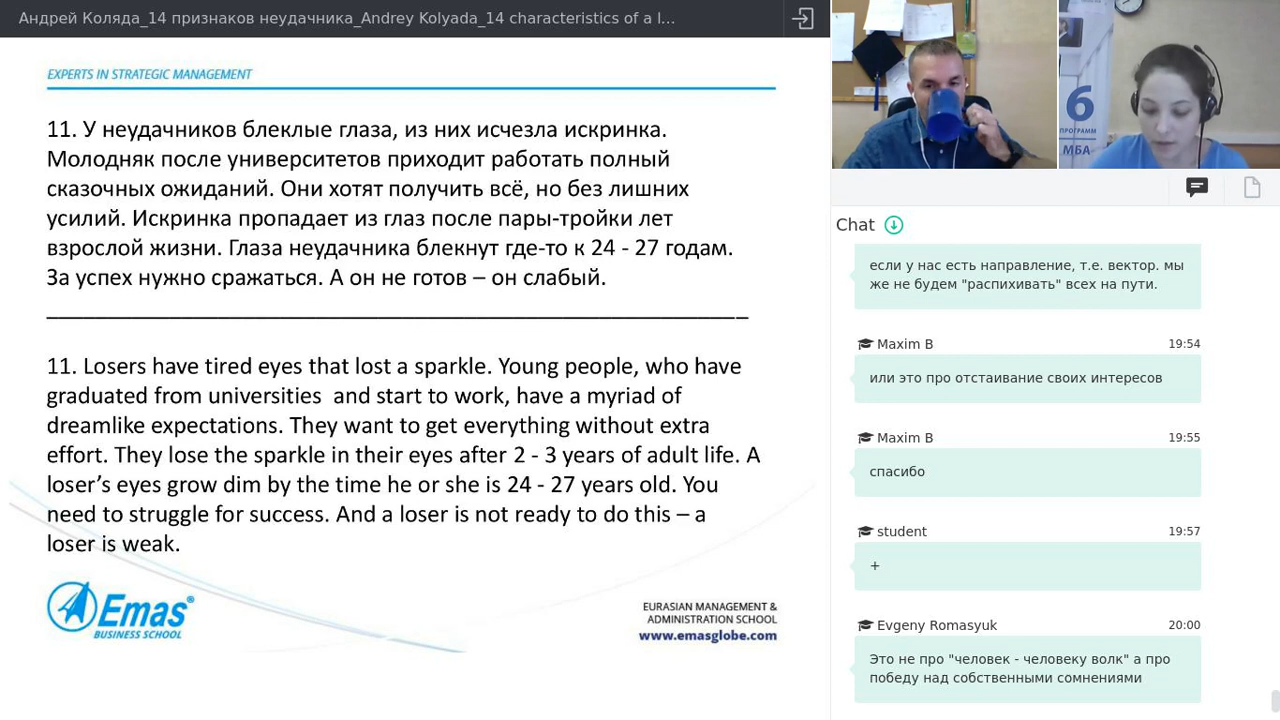 Андрей Коляда_14 признаков неудачника_Andrey Kolyada_14 characteristics of a l...
EXPERTS IN STRATEGIC MANAGEMENT
11. У неудачников блеклые глаза, из них исчезла искринка.
Молодняк после университетов приходит работать полный
сказочных ожиданий. Они хотят получить всё, но без лишних
усилий. Искринка пропадает из глаз после пары-тройки лет
взрослой жизни. Глаза неудачника блекнут где-то к 24 - 27 годам.
За успех нужно сражаться. А он не готов – он слабый.
11. Losers have tired eyes that lost a sparkle. Young people, who have
graduated from universities and start to work, have a myriad of
dreamlike expectations. They want to get everything without extra
effort. They lose the sparkle in their eyes after 2 - 3 years of adult life. A
loser’s eyes grow dim by the time he or she is 24 - 27 years old. You
need to struggle for success. And a loser is not ready to do this – a
loser is weak.
Emas®
BUSINESS SCHOOL
EURASIAN MANAGEMENT &
ADMINISTRATION SCHOOL
www.emasglobe.com
6
ПРОГРАММ
МБА
Chat
если у нас есть направление, т.е. вектор. мы
же не будем "распихивать" всех на пути.
Maxim B 19:54
или это про отстаивание своих интересов
Maxim B 19:55
спасибо
student 19:57
+
Evgeny Romasyuk 20:00
Это не про "человек - человеку волк" а про
победу над собственными сомнениями